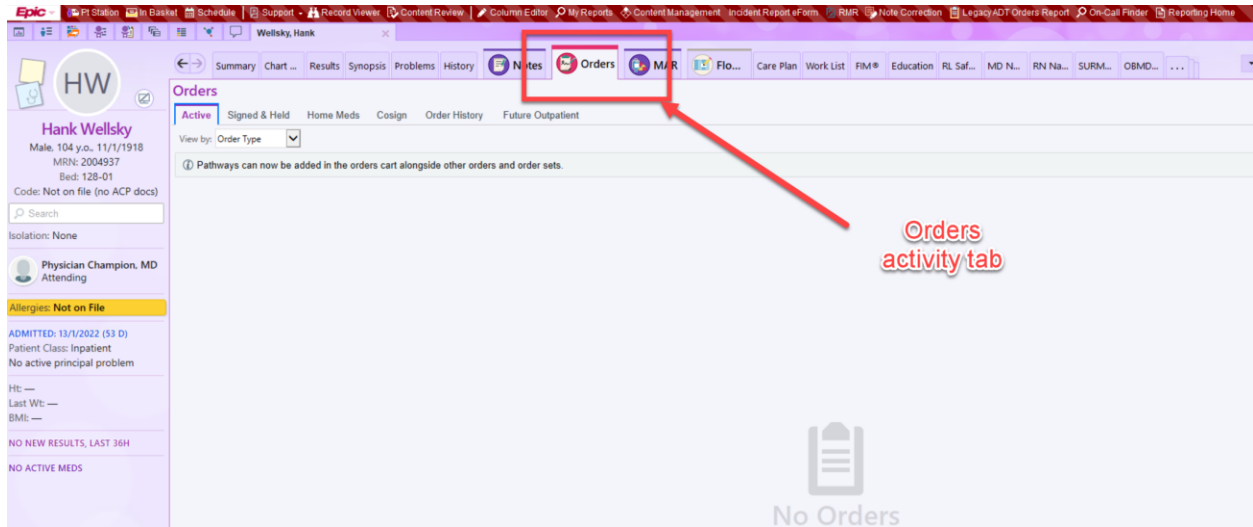 Epic Pt Station In Basket Schedule Support Record Viewer Content Review Column Editor My Reports Content Management Incident Report eForm RMR Note Correction Legacy ADT Orders Report On-Call Finder Reporting Home
Wellsky, Hank
Summary Chart ... Results Synopsis Problems History Notes Orders MAR Flo... Care Plan Work List FIM® Education RL Saf... MD N... RN Na... SURM... OBMD... ...
HW
Hank Wellsky
Male, 104 y.o., 11/1/1918
MRN: 2004937
Bed: 128-01
Code: Not on file (no ACP docs)
Search
Isolation: None
Physician Champion, MD
Attending
Allergies: Not on File
ADMITTED: 13/1/2022 (53 D)
Patient Class: Inpatient
No active principal problem
Ht: —
Last Wt: —
BMI: —
NO NEW RESULTS, LAST 36H
NO ACTIVE MEDS
Orders
Active Signed & Held Home Meds Cosign Order History Future Outpatient
View by: Order Type
Pathways can now be added in the orders cart alongside other orders and order sets.
Orders
activity tab
No Orders